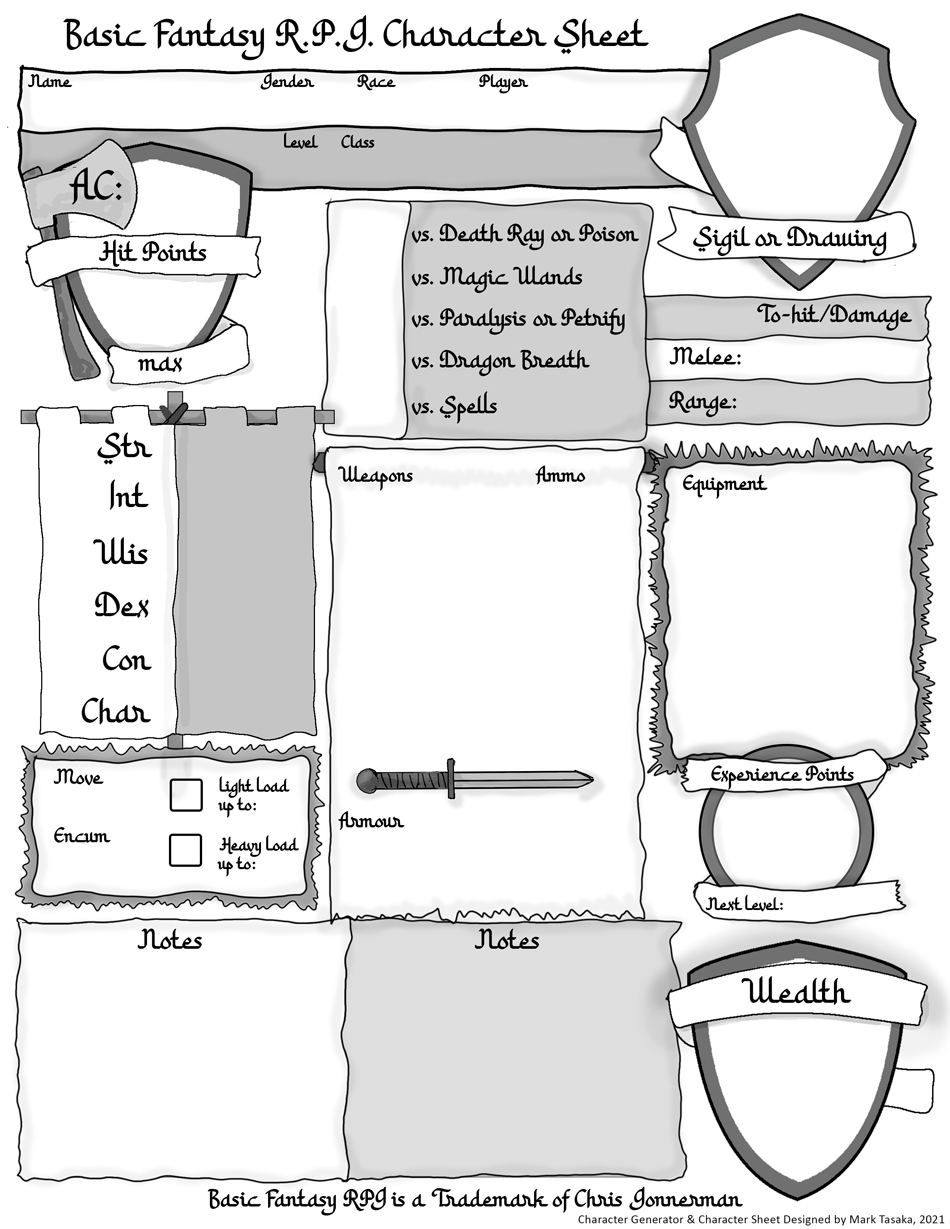 Basic Fantasy R.P.G. Character Sheet
Name Gender Race Player
Level Class
AC:
Hit Points
max
vs. Death Ray or Poison
vs. Magic Wands
vs. Paralysis or Petrify
vs. Dragon Breath
vs. Spells
Sigil or Drawing
To-hit/Damage
Melee:
Range:
Str
Int
Wis
Dex
Con
Char
Weapons Ammo
Armour
Equipment
Move
Light Load
up to:
Encum
Heavy Load
up to:
Experience Points
Next Level:
Notes
Notes
Wealth
Basic Fantasy RPG is a Trademark of Chris Gonnerman
Character Generator & Character Sheet Designed by Mark Tasaka, 2021